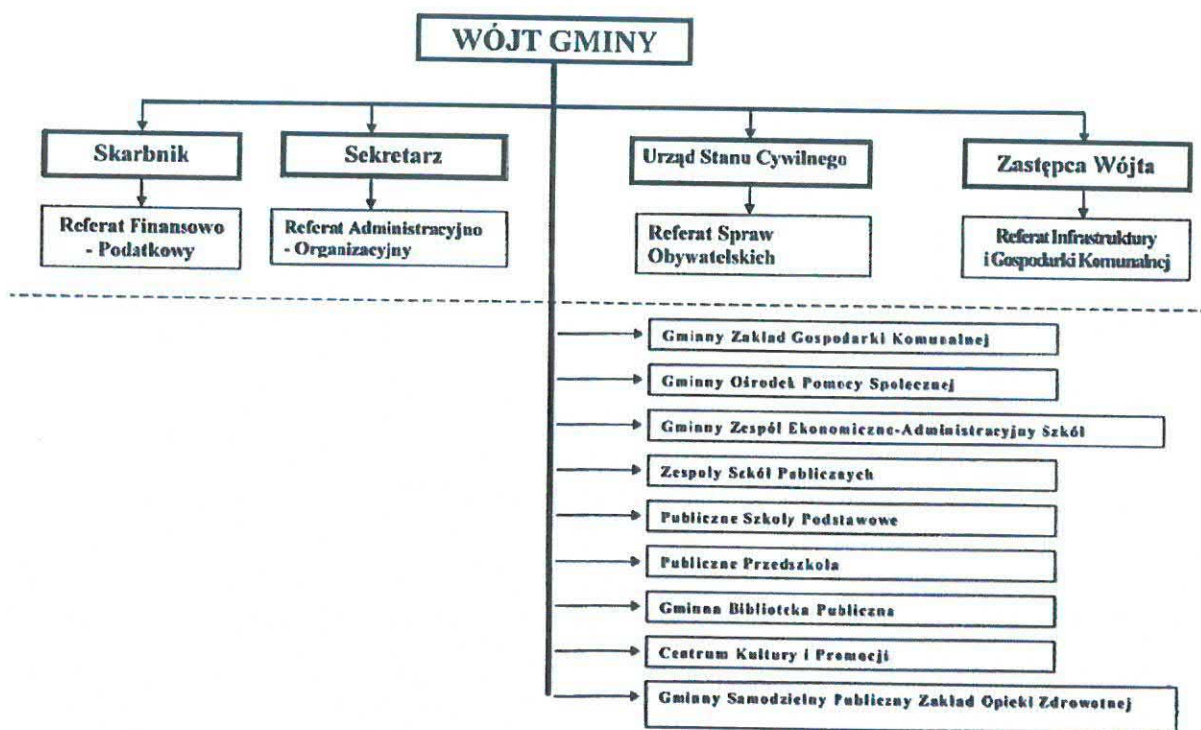 WÓJT GMINY
Skarbnik
Sekretarz
Urząd Stanu Cywilnego
Zastępca Wójta
Referat Finansowo
- Podatkowy
Referat Administracyjno
- Organizacyjny
Referat Spraw
Obywatelskich
Referat Infrastruktury
i Gospodarki Komunalnej
Gminny Zakład Gospodarki Komunalnej
Gminny Ośrodek Pomocy Społecznej
Gminny Zespół Ekonomiczno-Administracyjny Szkół
Zespoły Szkół Publicznych
Publiczne Szkoły Podstawowe
Publiczne Przedszkola
Gminna Biblioteka Publiczna
Centrum Kultury i Promocji
Gminny Samodzielny Publiczny Zakład Opieki Zdrowotnej